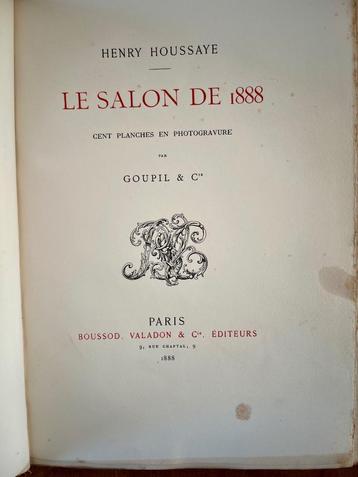 HENRY HOUSSAYE
LE SALON DE 1888
CENT PLANCHES EN PHOTOGRAVURE
PAR
GOUPIL & Cie
PARIS
BOUSSOD, VALADON & Cie, ÉDITEURS
9, RUE CHAPTAL, 9
1888